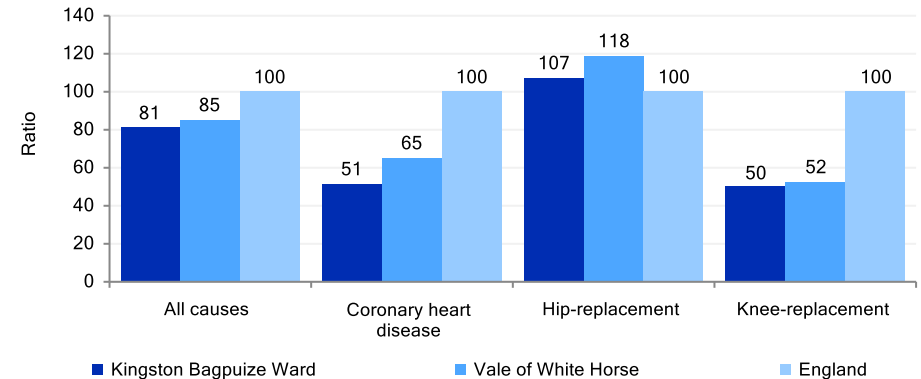 140
120
100
80
60
40
20
0
Ratio
81
85
100
51
65
100
107
118
100
50
52
100
All causes
Coronary heart
disease
Hip-replacement
Knee-replacement
Kingston Bagpuize Ward
Vale of White Horse
England